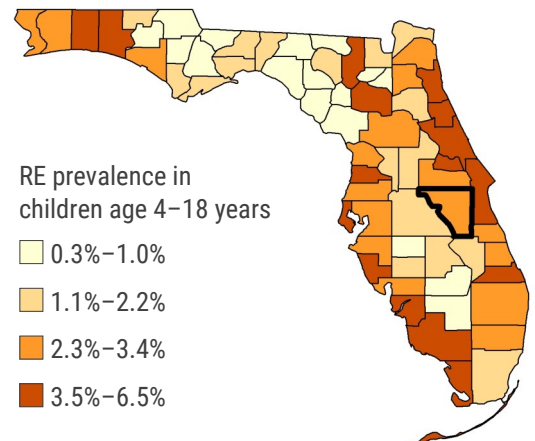 RE prevalence in
children age 4–18 years
0.3%–1.0%
1.1%–2.2%
2.3%–3.4%
3.5%–6.5%